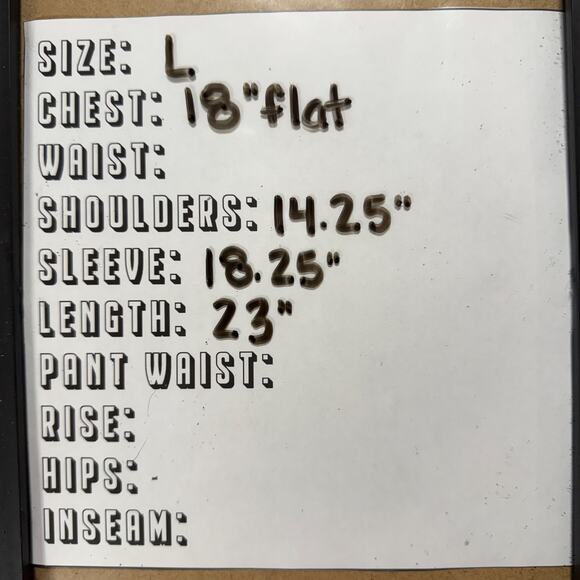 SIZE: L
CHEST: 18" flat
WAIST:
SHOULDERS: 14.25"
SLEEVE: 18.25"
LENGTH: 23"
PANT WAIST:
RISE:
HIPS:
INSEAM: